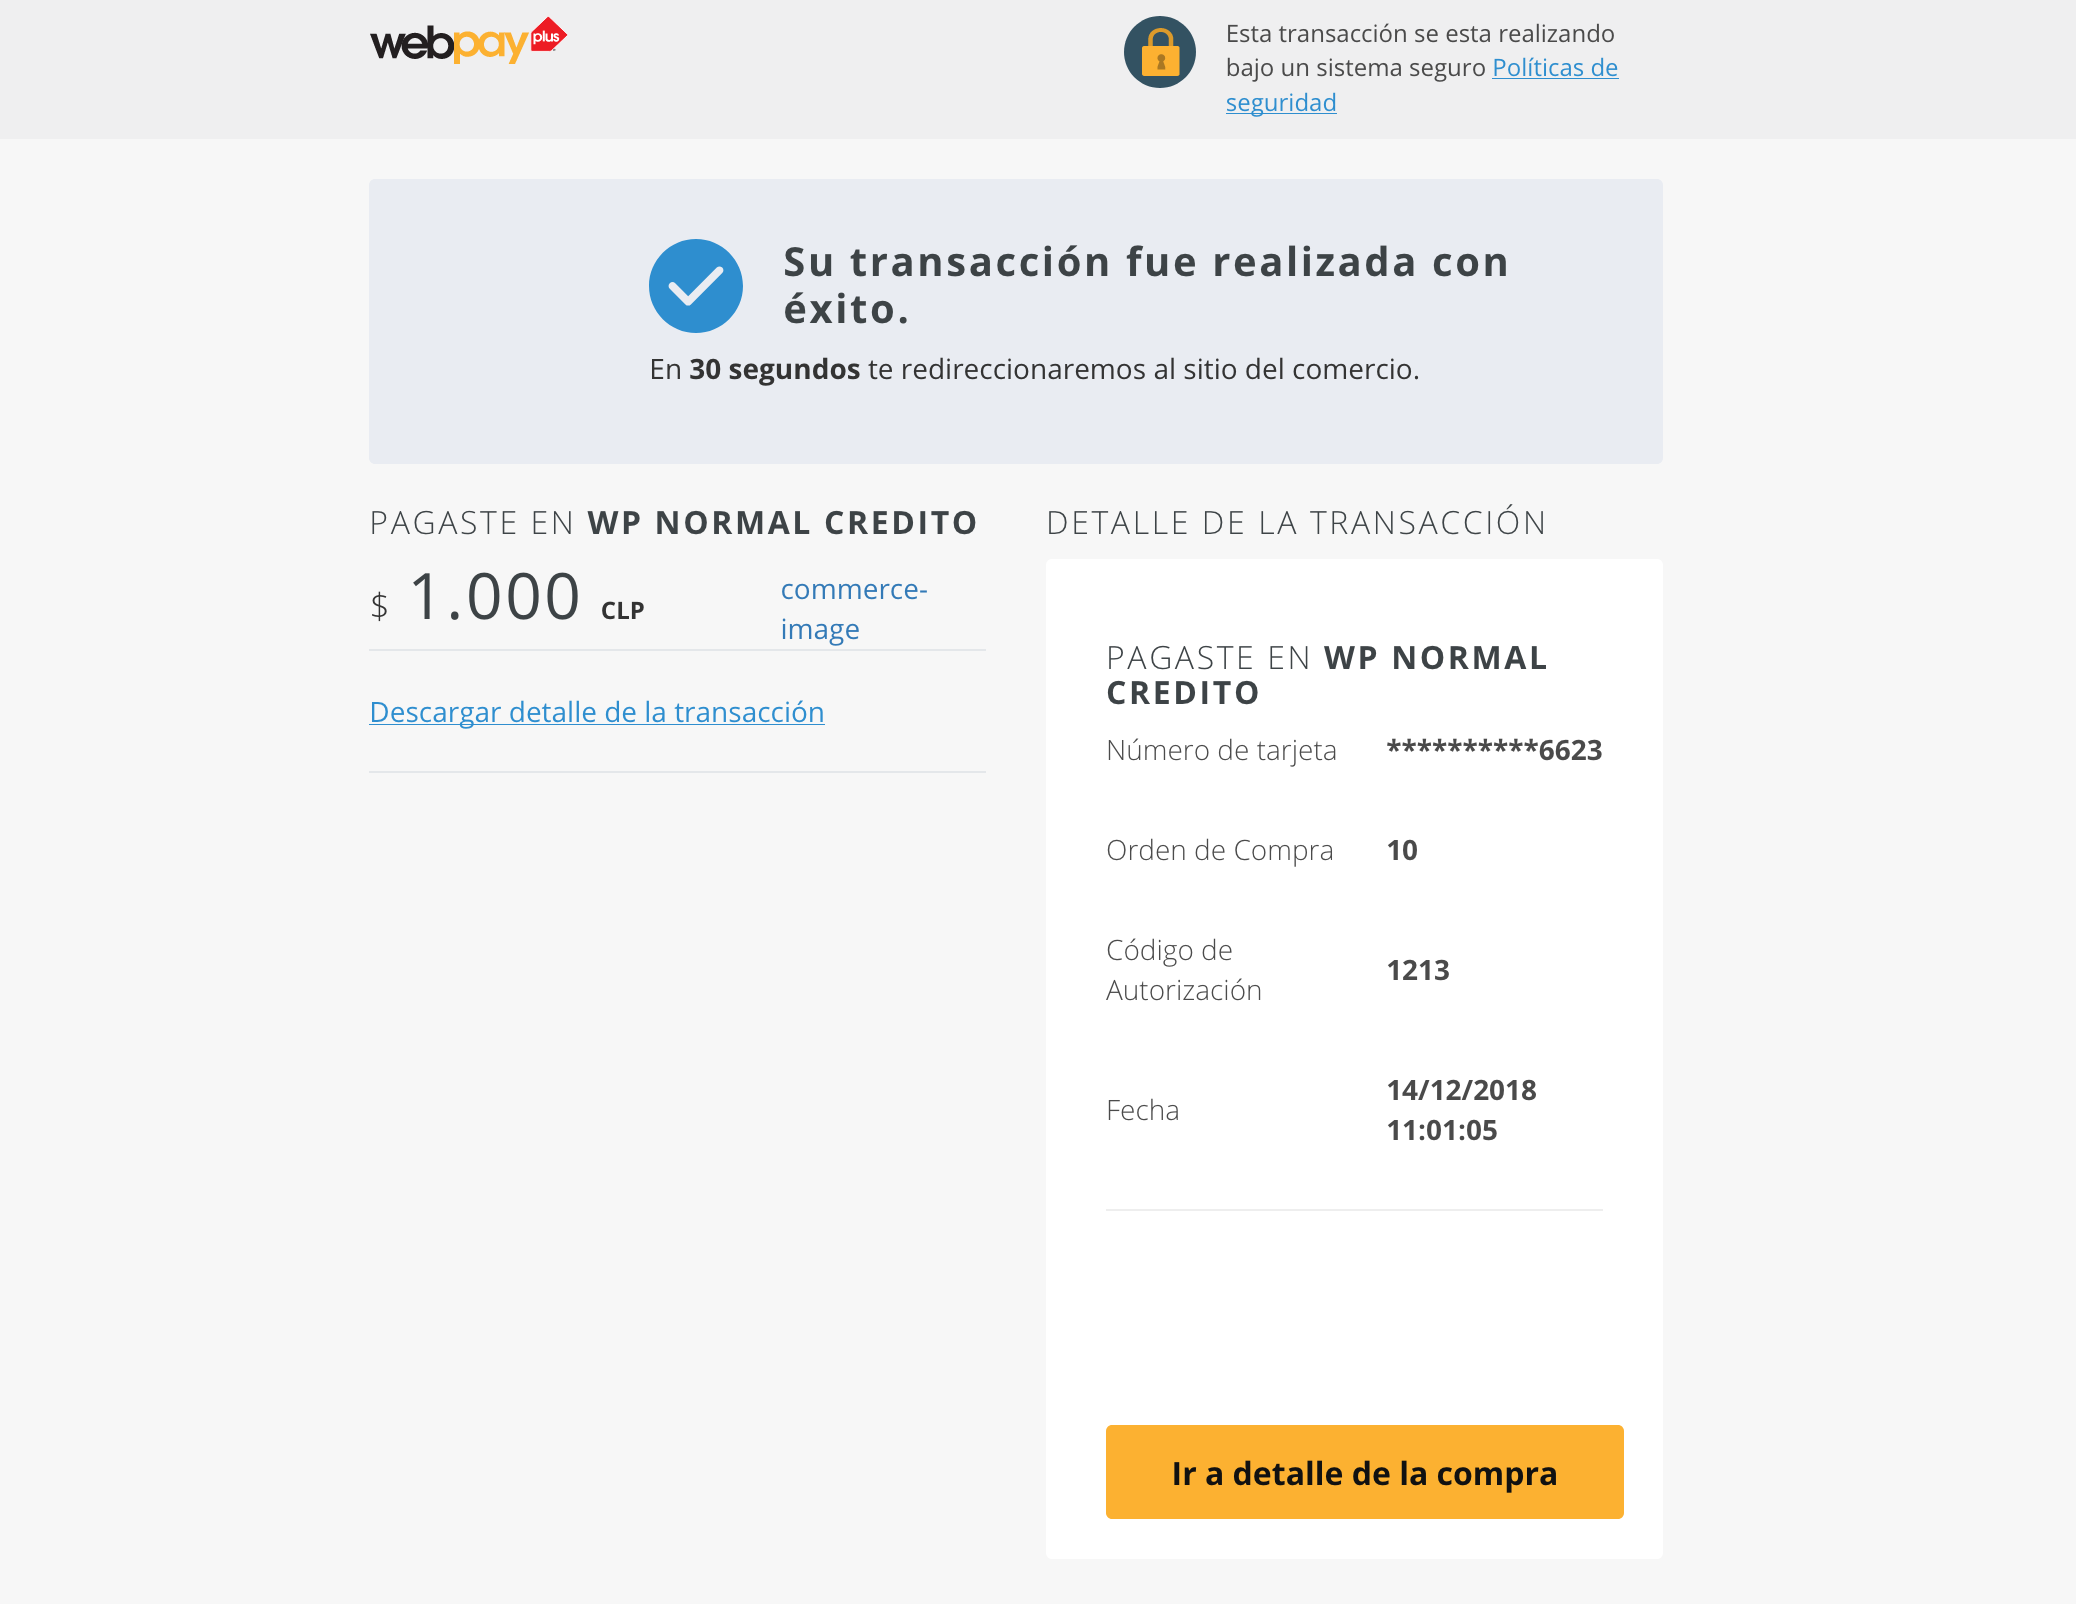 webpay plus
Esta transacción se esta realizando
bajo un sistema seguro Políticas de
seguridad
Su transacción fue realizada con
éxito.
En 30 segundos te redireccionaremos al sitio del comercio.
PAGASTE EN WP NORMAL CREDITO
$ 1.000 CLP
commerce-
image
Descargar detalle de la transacción
DETALLE DE LA TRANSACCIÓN
PAGASTE EN WP NORMAL
CREDITO
Número de tarjeta **********6623
Orden de Compra 10
Código de
Autorización
1213
Fecha
14/12/2018
11:01:05
Ir a detalle de la compra